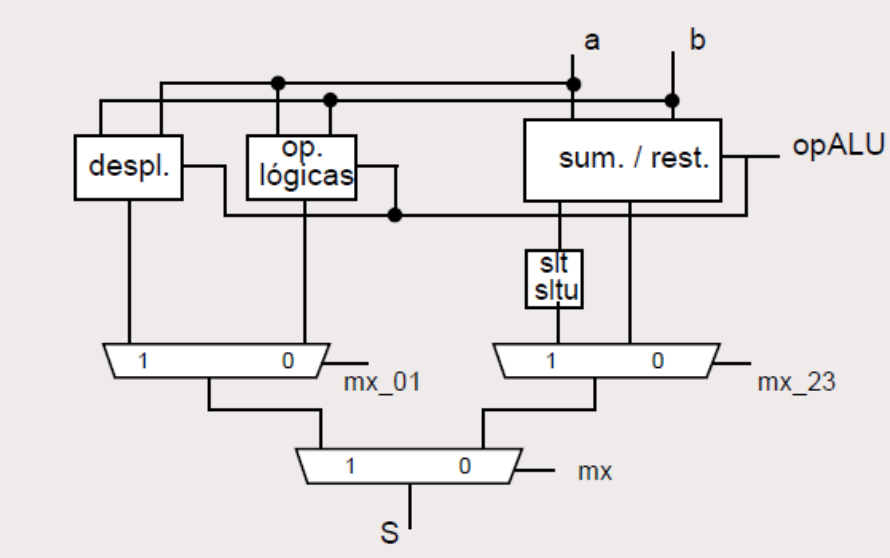 a
b
despl.
op.
lógicas
sum. / rest.
opALU
slt
sltu
1
0
mx_01
1
0
mx_23
1
0
mx
S